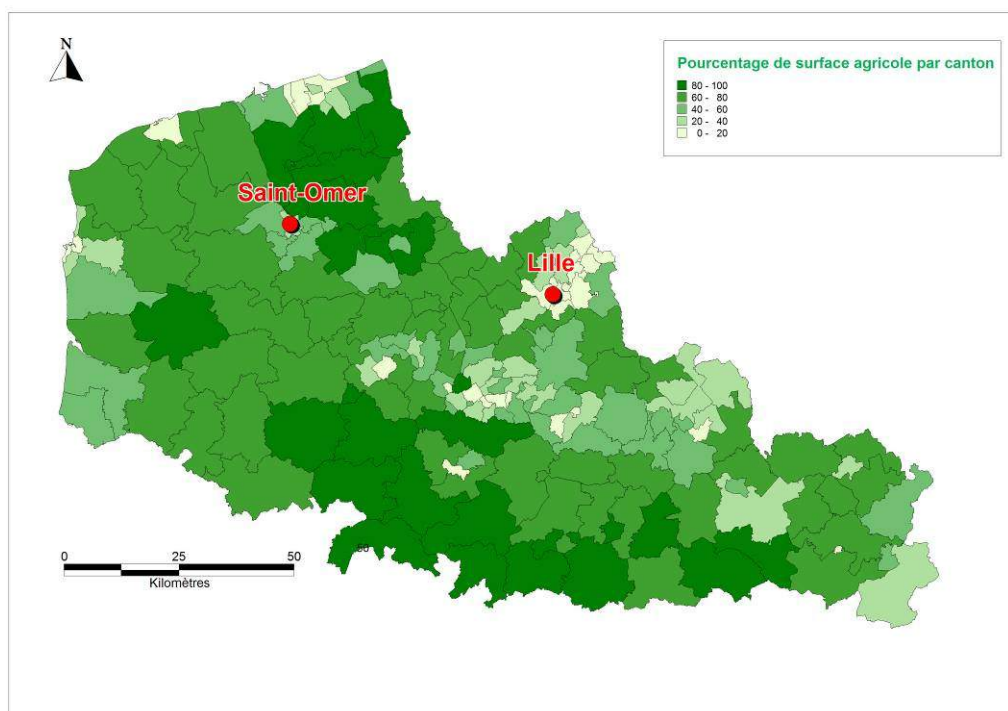 N
Pourcentage de surface agricole par canton
80 - 100
60 - 80
40 - 60
20 - 40
0 - 20
Saint-Omer
Lille
0 25 50
50
Kilomètres